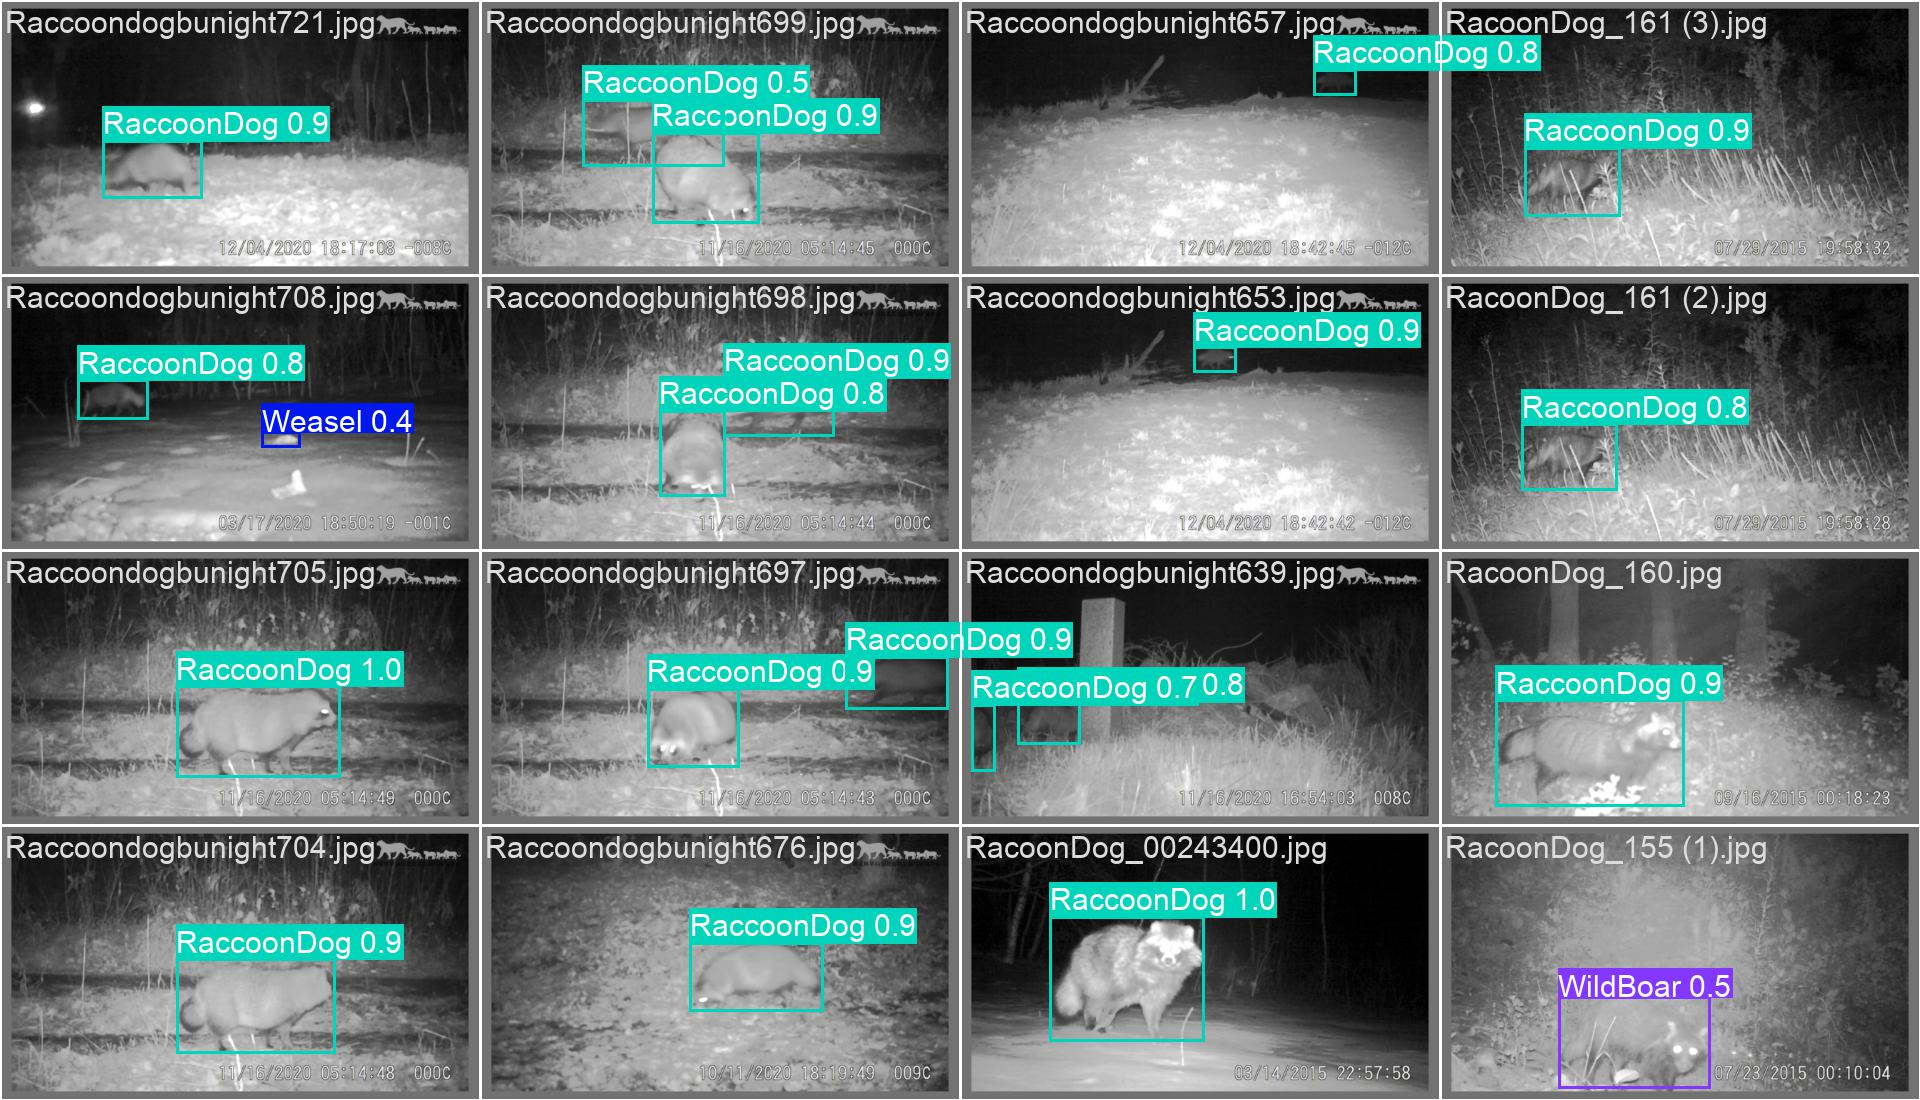 Raccoondogbunight721.jpg
RaccoonDog 0.9
12/04/2020 18:17:08 -008C
Raccoondogbunight699.jpg
RaccoonDog 0.5
RaccoonDog 0.9
11/16/2020 05:14:45 000C
Raccoondogbunight657.jpg
RaccoonDog 0.8
12/04/2020 18:42:45 -012C
RacoonDog_161 (3).jpg
RaccoonDog 0.9
07/29/2015 19:58:32
Raccoondogbunight708.jpg
RaccoonDog 0.8
Weasel 0.4
03/17/2020 18:50:19 -001C
Raccoondogbunight698.jpg
RaccoonDog 0.9
RaccoonDog 0.8
11/16/2020 05:14:44 000C
Raccoondogbunight653.jpg
RaccoonDog 0.9
12/04/2020 18:42:42 -012C
RacoonDog_161 (2).jpg
RaccoonDog 0.8
07/29/2015 19:58:28
Raccoondogbunight705.jpg
RaccoonDog 1.0
11/16/2020 05:14:49 000C
Raccoondogbunight697.jpg
RaccoonDog 0.9
RaccoonDog 0.9
11/16/2020 05:14:43 000C
Raccoondogbunight639.jpg
RaccoonDog 0.7
0.8
11/16/2020 16:54:03 008C
RacoonDog_160.jpg
RaccoonDog 0.9
09/16/2015 00:18:23
Raccoondogbunight704.jpg
RaccoonDog 0.9
11/16/2020 05:14:48 000C
Raccoondogbunight676.jpg
RaccoonDog 0.9
10/11/2020 18:19:49 009C
RacoonDog_00243400.jpg
RaccoonDog 1.0
03/14/2015 22:57:58
RacoonDog_155 (1).jpg
WildBoar 0.5
07/23/2015 00:10:04